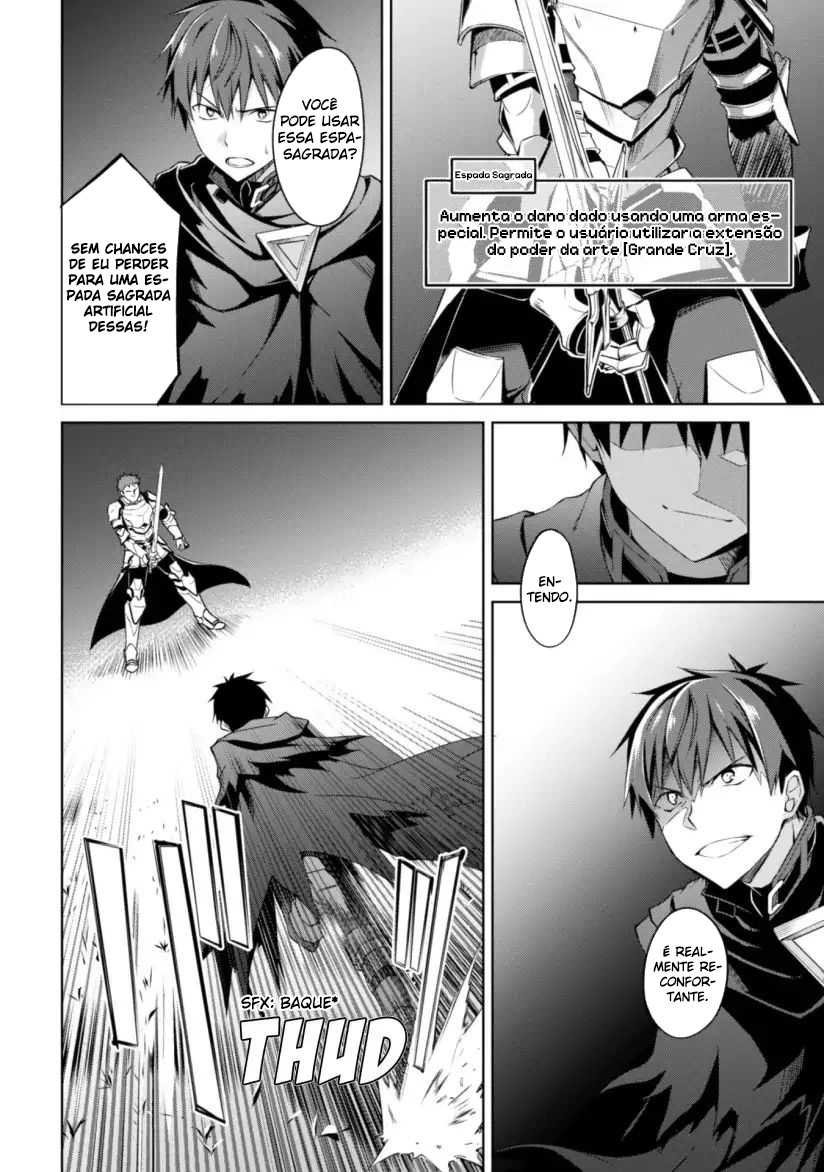 Espada Sagrada
Aumenta o dano dado usando uma arma es-
pecial. Permite o usuário utilizar a extensão
do poder da arte [Grande Cruz].
VOCÊ
PODE USAR
ESSA ESPA-
SAGRADA?
SEM CHANCES
DE EU PERDER
PARA UMA ES-
PADA SAGRADA
ARTIFICIAL
DESSAS!
EN-
TENDO.
É REAL-
MENTE RE-
CONFOR-
TANTE.
SFX: BAQUE*
THUD